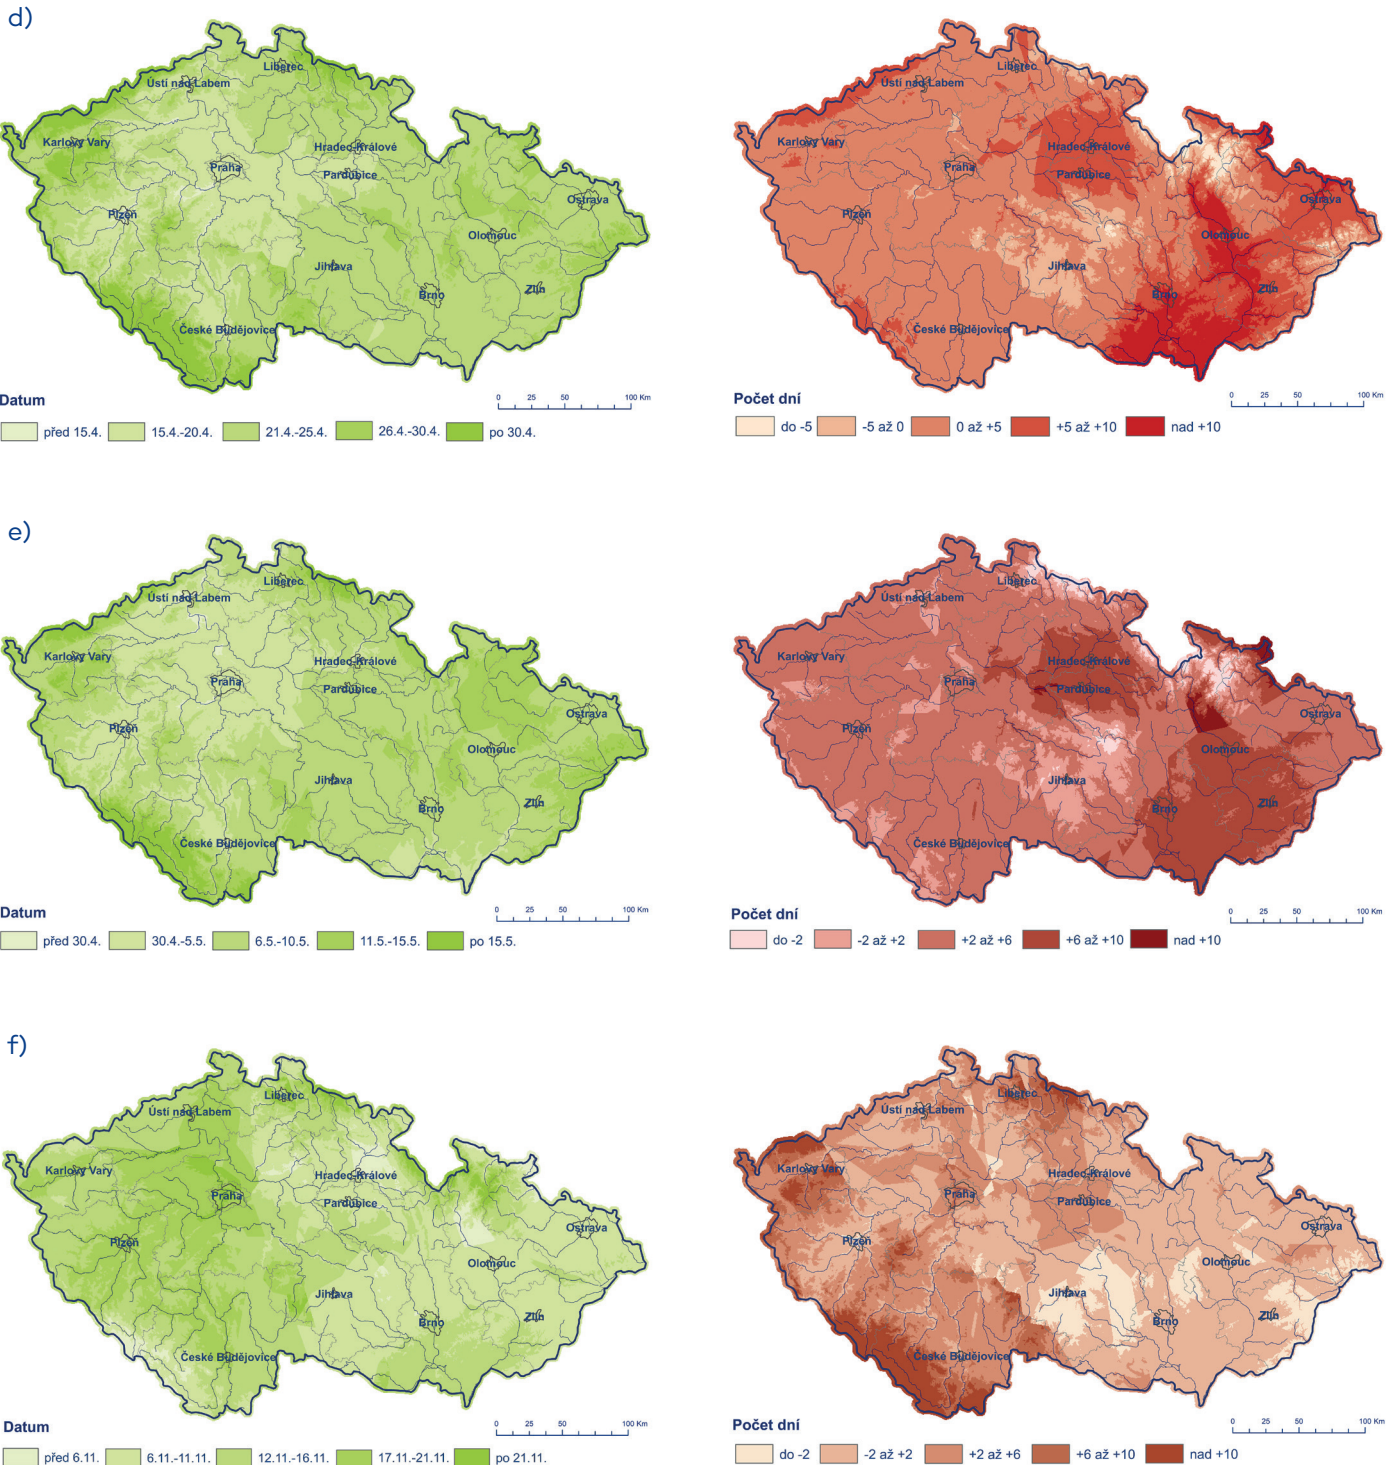 d)
Ústí nad Labem
Liberec
Karlovy Vary
Praha
Hradec Králové
Pardubice
Plzeň
Ostrava
Olomouc
Jihlava
Brno
Zlín
České Budějovice
Datum
0 25 50 100 Km
před 15.4. 15.4.-20.4. 21.4.-25.4. 26.4.-30.4. po 30.4.
Liberec
Ústí nad Labem
Karlovy Vary
Praha
Hradec Králové
Pardubice
Plzeň
Ostrava
Olomouc
Jihlava
Brno
Zlín
České Budějovice
Počet dní
0 25 50 100 Km
do -5 -5 až 0 0 až +5 +5 až +10 nad +10
e)
Liberec
Ústí nad Labem
Karlovy Vary
Praha
Hradec Králové
Pardubice
Plzeň
Ostrava
Olomouc
Jihlava
Brno
Zlín
České Budějovice
Datum
0 25 50 100 Km
před 30.4. 30.4.-5.5. 6.5.-10.5. 11.5.-15.5. po 15.5.
Liberec
Ústí nad Labem
Karlovy Vary
Praha
Hradec Králové
Pardubice
Plzeň
Ostrava
Olomouc
Jihlava
Brno
Zlín
České Budějovice
Počet dní
0 25 50 100 Km
do -2 -2 až +2 +2 až +6 +6 až +10 nad +10
f)
Liberec
Ústí nad Labem
Karlovy Vary
Praha
Hradec Králové
Pardubice
Plzeň
Ostrava
Olomouc
Jihlava
Brno
Zlín
České Budějovice
Datum
0 25 50 100 Km
před 6.11. 6.11.-11.11. 12.11.-16.11. 17.11.-21.11. po 21.11.
Liberec
Ústí nad Labem
Karlovy Vary
Praha
Hradec Králové
Pardubice
Plzeň
Ostrava
Olomouc
Jihlava
Brno
Zlín
České Budějovice
Počet dní
0 25 50 100 Km
do -2 -2 až +2 +2 až +6 +6 až +10 nad +10